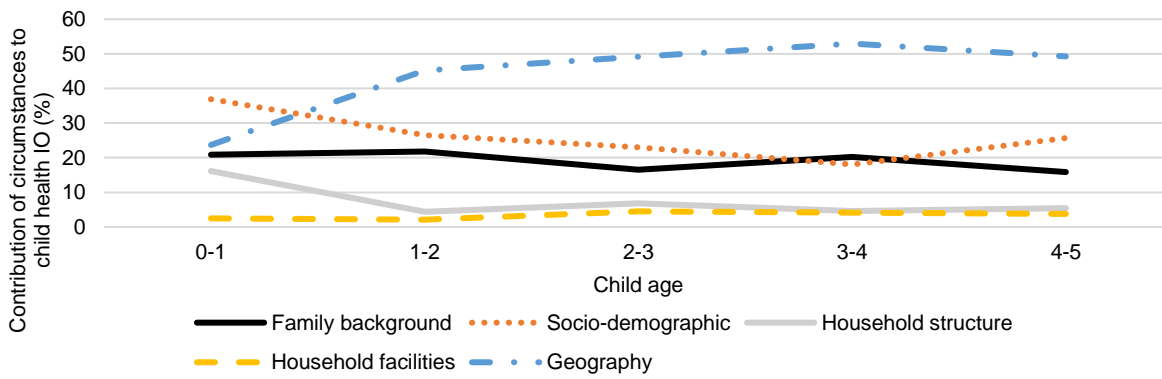 Contribution of circumstances to
child health IO (%)
60
50
40
30
20
10
0
0-1 1-2 2-3 3-4 4-5
Child age
Family background Socio-demographic Household structure
Household facilities Geography